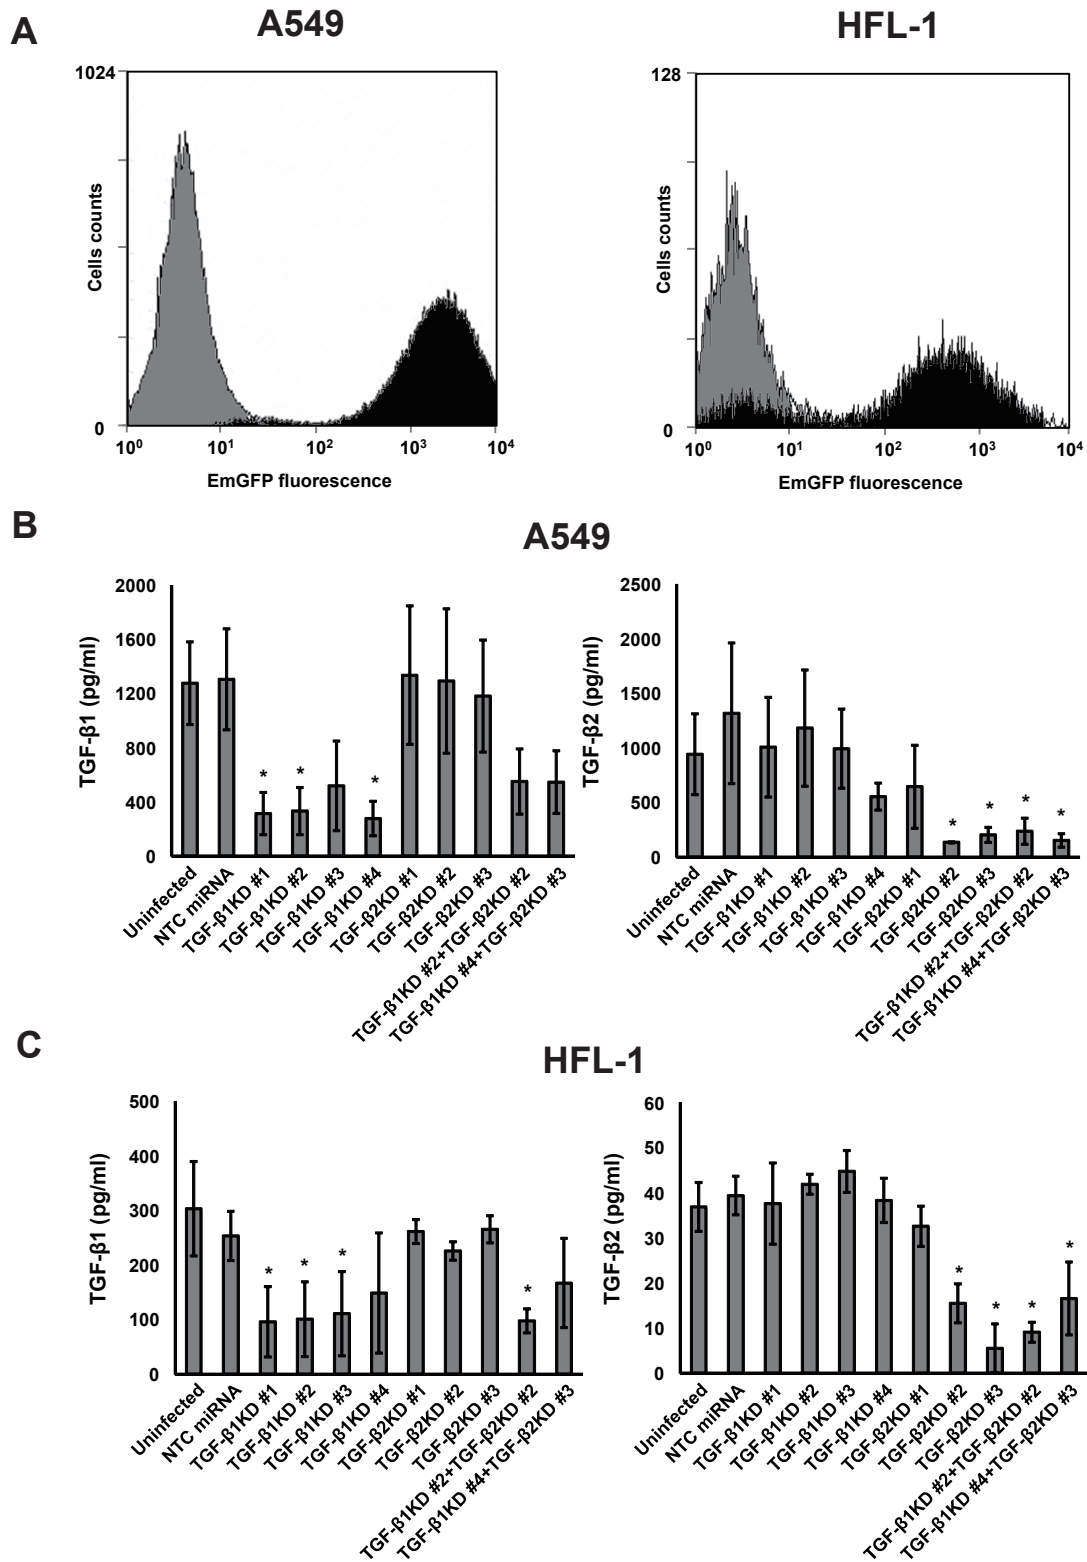 A
A549
HFL-1
1024
Cells counts
0
10⁰ 10¹ 10² 10³ 10⁴
EmGFP fluorescence
128
Cells counts
0
10⁰ 10¹ 10² 10³ 10⁴
EmGFP fluorescence
B
A549
TGF-β1 (pg/ml)
2000
1600
1200
800
400
0
* * *
Uninfected
NTC miRNA
TGF-β1KD #1
TGF-β1KD #2
TGF-β1KD #3
TGF-β1KD #4
TGF-β2KD #1
TGF-β2KD #2
TGF-β2KD #3
TGF-β1KD #2+TGF-β2KD #2
TGF-β1KD #4+TGF-β2KD #3
TGF-β2 (pg/ml)
2500
2000
1500
1000
500
0
* * * *
Uninfected
NTC miRNA
TGF-β1KD #1
TGF-β1KD #2
TGF-β1KD #3
TGF-β1KD #4
TGF-β2KD #1
TGF-β2KD #2
TGF-β2KD #3
TGF-β1KD #2+TGF-β2KD #2
TGF-β1KD #4+TGF-β2KD #3
C
HFL-1
TGF-β1 (pg/ml)
500
400
300
200
100
0
* * * *
Uninfected
NTC miRNA
TGF-β1KD #1
TGF-β1KD #2
TGF-β1KD #3
TGF-β1KD #4
TGF-β2KD #1
TGF-β2KD #2
TGF-β2KD #3
TGF-β1KD #2+TGF-β2KD #2
TGF-β1KD #4+TGF-β2KD #3
TGF-β2 (pg/ml)
60
50
40
30
20
10
0
* * * *
Uninfected
NTC miRNA
TGF-β1KD #1
TGF-β1KD #2
TGF-β1KD #3
TGF-β1KD #4
TGF-β2KD #1
TGF-β2KD #2
TGF-β2KD #3
TGF-β1KD #2+TGF-β2KD #2
TGF-β1KD #4+TGF-β2KD #3